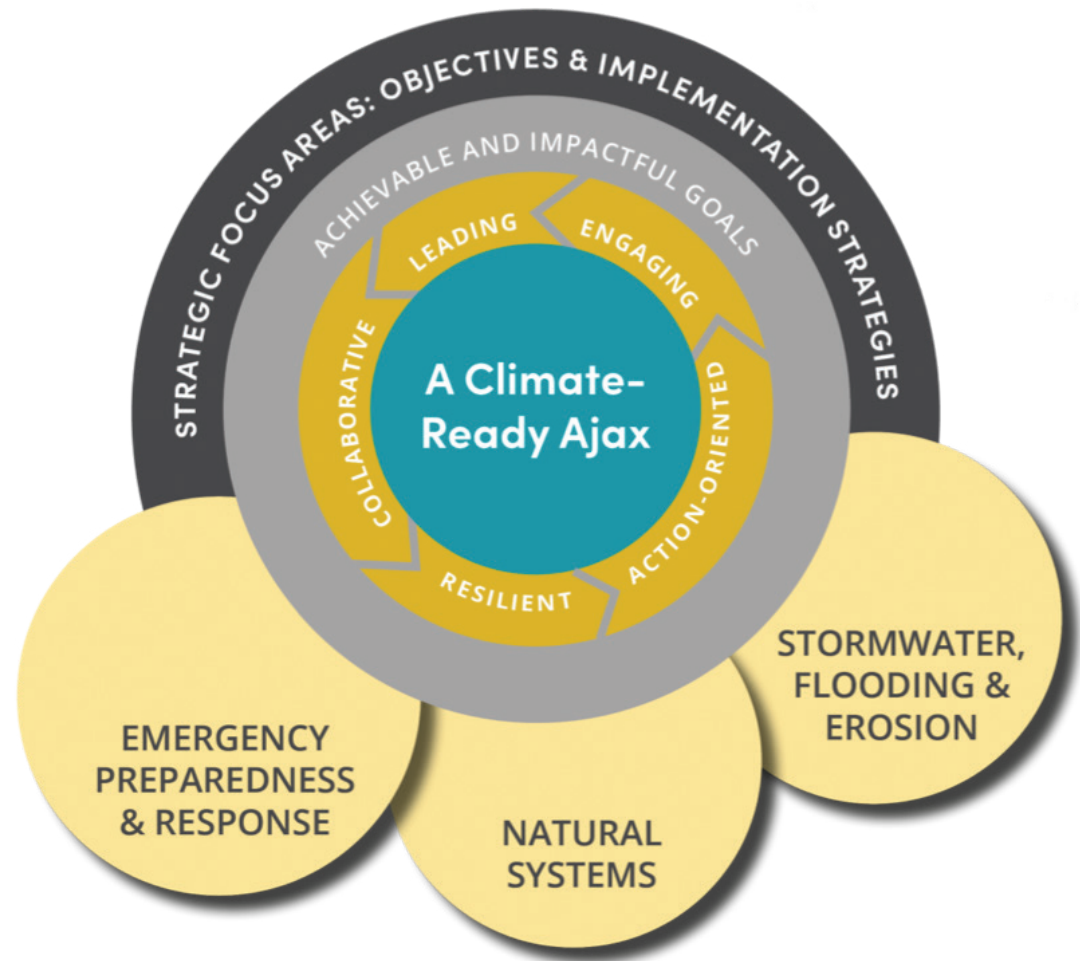 STRATEGIC FOCUS AREAS: OBJECTIVES & IMPLEMENTATION STRATEGIES
ACHIEVABLE AND IMPACTFUL GOALS
LEADING
ENGAGING
COLLABORATIVE
ACTION-ORIENTED
RESILIENT
A Climate-
Ready Ajax
EMERGENCY
PREPAREDNESS
& RESPONSE
NATURAL
SYSTEMS
STORMWATER,
FLOODING &
EROSION